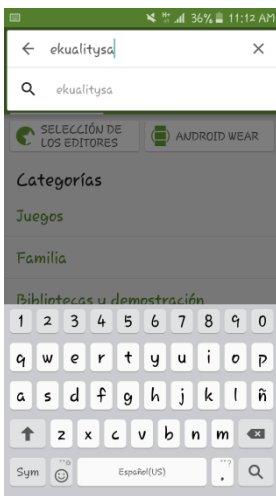 36% 11:12 AM
ekualitysa
ekualitysa
SELECCIÓN DE
LOS EDITORES
ANDROID WEAR
Categorías
Juegos
Familia
Bibliotecas y demostración
1 2 3 4 5 6 7 8 9 0
q w e r t y u i o p
a s d f g h j k l ñ
z x c v b n m
Sym Español(US) .